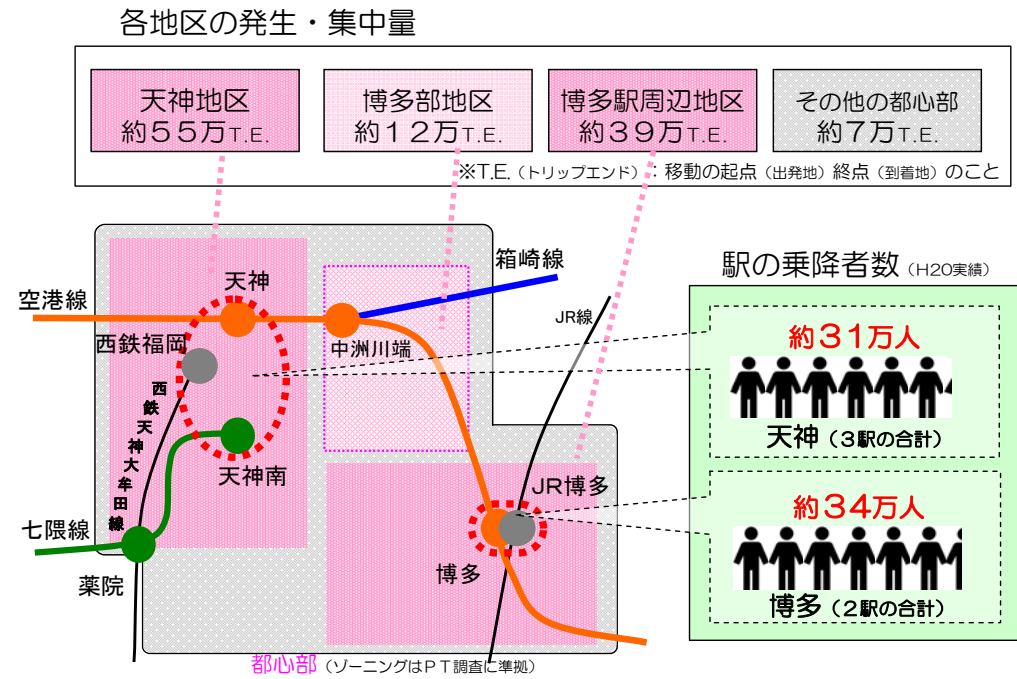 各地区の発生・集中量
天神地区
約55万T.E.
博多部地区
約12万T.E.
博多駅周辺地区
約39万T.E.
その他の都心部
約7万T.E.
※T.E.（トリップエンド）：移動の起点（出発地）終点（到着地）のこと
駅の乗降者数（H20実績）
空港線
天神
箱崎線
西鉄福岡
中洲川端
JR線
西鉄天神大牟田線
天神南
七隈線
薬院
JR博多
博多
約31万人
天神（3駅の合計）
約34万人
博多（2駅の合計）
都心部（ゾーニングはPT調査に準拠）